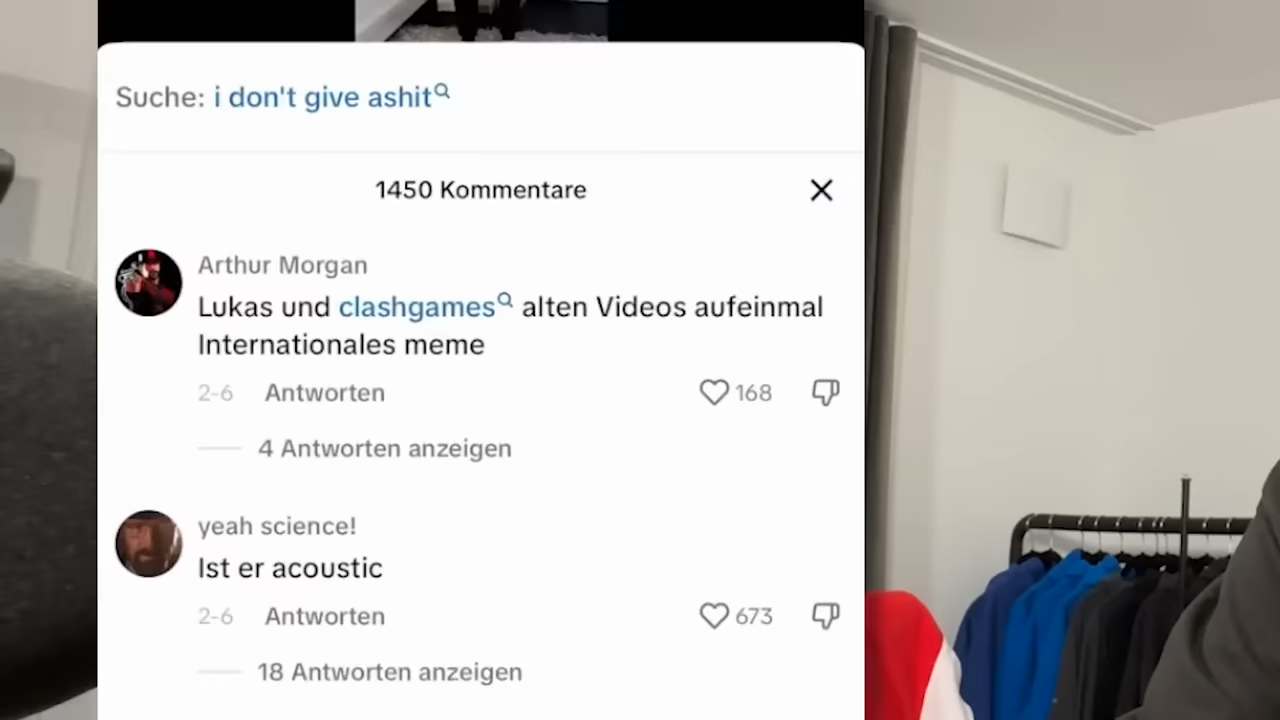 Suche: i don't give ashit
1450 Kommentare
Arthur Morgan
Lukas und clashgames alten Videos aufeinmal
Internationales meme
2-6 Antworten 168
4 Antworten anzeigen
yeah science!
Ist er acoustic
2-6 Antworten 673
18 Antworten anzeigen